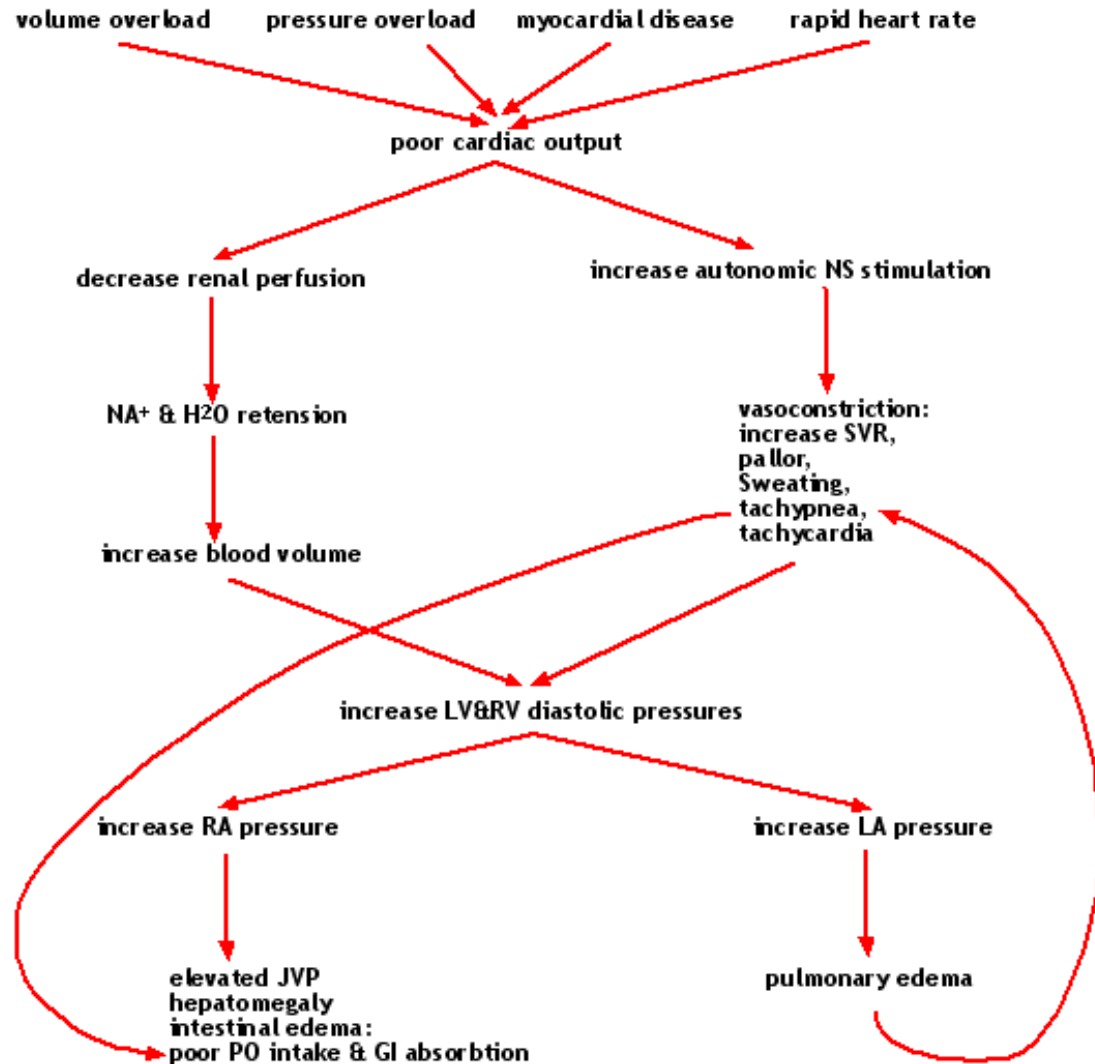 volume overload
pressure overload
myocardial disease
rapid heart rate
poor cardiac output
decrease renal perfusion
increase autonomic NS stimulation
NA+ & H2O retension
vasoconstriction:
increase SVR,
pallor,
Sweating,
tachypnea,
tachycardia
increase blood volume
increase LV&RV diastolic pressures
increase RA pressure
increase LA pressure
elevated JVP
hepatomegaly
intestinal edema:
poor PO intake & GI absorbtion
pulmonary edema